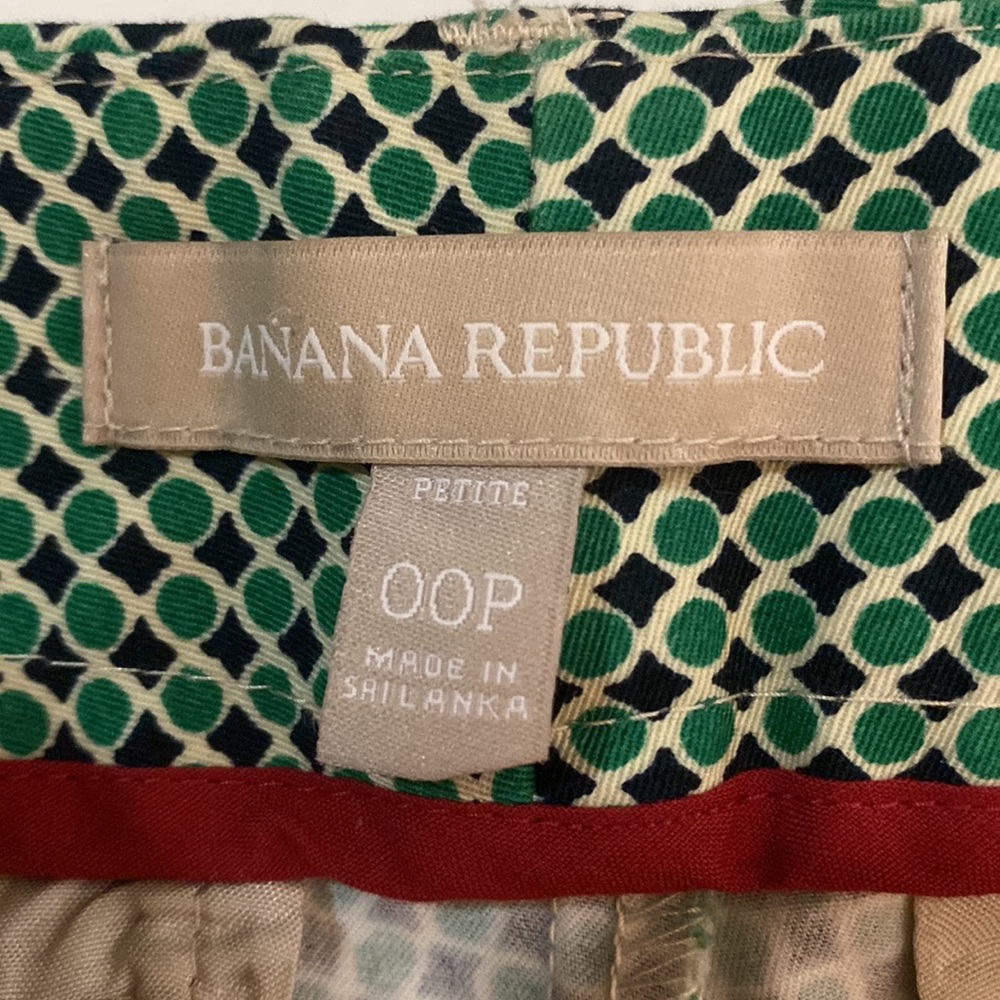 BANANA REPUBLIC
PETITE
00P
MADE IN
SRI LANKA